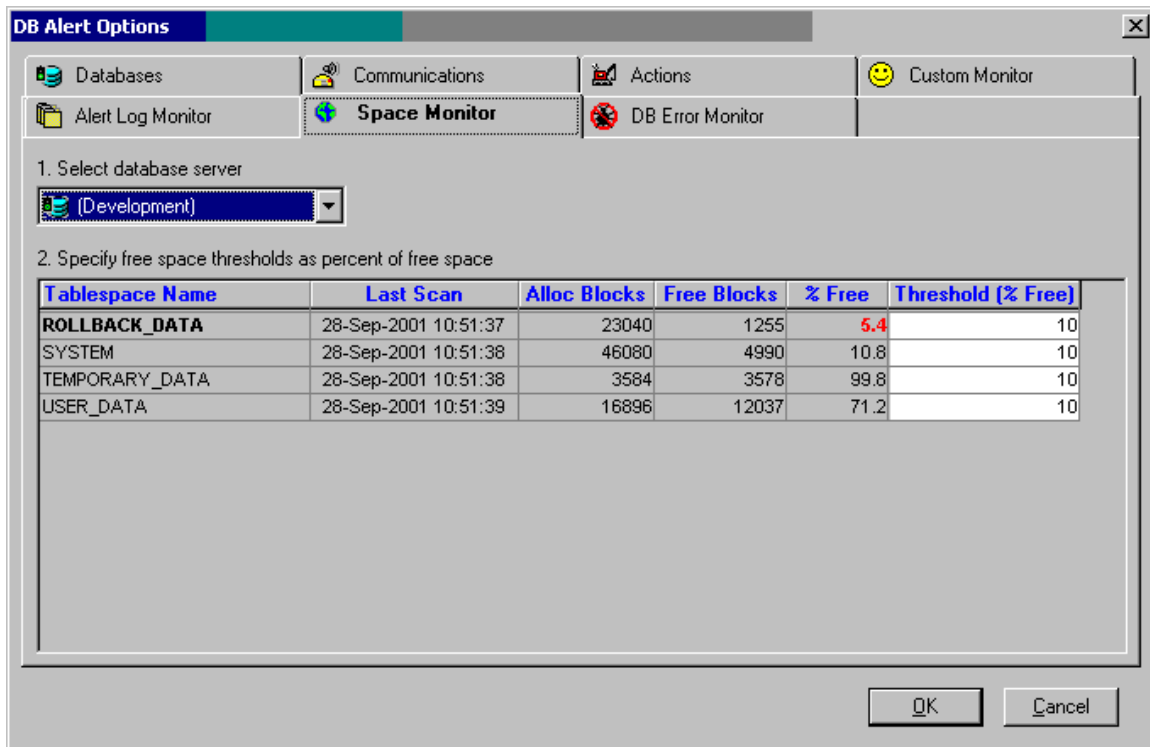 DB Alert Options
Databases Communications Actions Custom Monitor
Alert Log Monitor Space Monitor DB Error Monitor
1. Select database server
(Development)
2. Specify free space thresholds as percent of free space
Tablespace Name Last Scan Alloc Blocks Free Blocks % Free Threshold (% Free)
ROLLBACK_DATA 28-Sep-2001 10:51:37 23040 1255 5.4 10
SYSTEM 28-Sep-2001 10:51:38 46080 4990 10.8 10
TEMPORARY_DATA 28-Sep-2001 10:51:38 3584 3578 99.8 10
USER_DATA 28-Sep-2001 10:51:39 16896 12037 71.2 10
OK Cancel